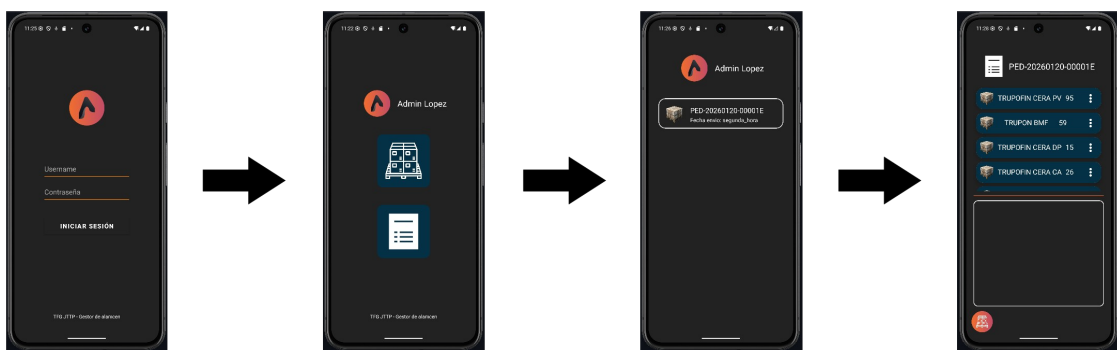 11:25
Username
Contraseña
INICIAR SESIÓN
TFG JTTP - Gestor de alamcen
11:22
Admin Lopez
TFG JTTP - Gestor de alamcen
11:26
Admin Lopez
PED-20260120-00001E
Fecha envio: segunda_hora
11:26
PED-20260120-00001E
TRUPOFIN CERA PV 95
TRUPON BMF 59
TRUPOFIN CERA DP 15
TRUPOFIN CERA CA 26